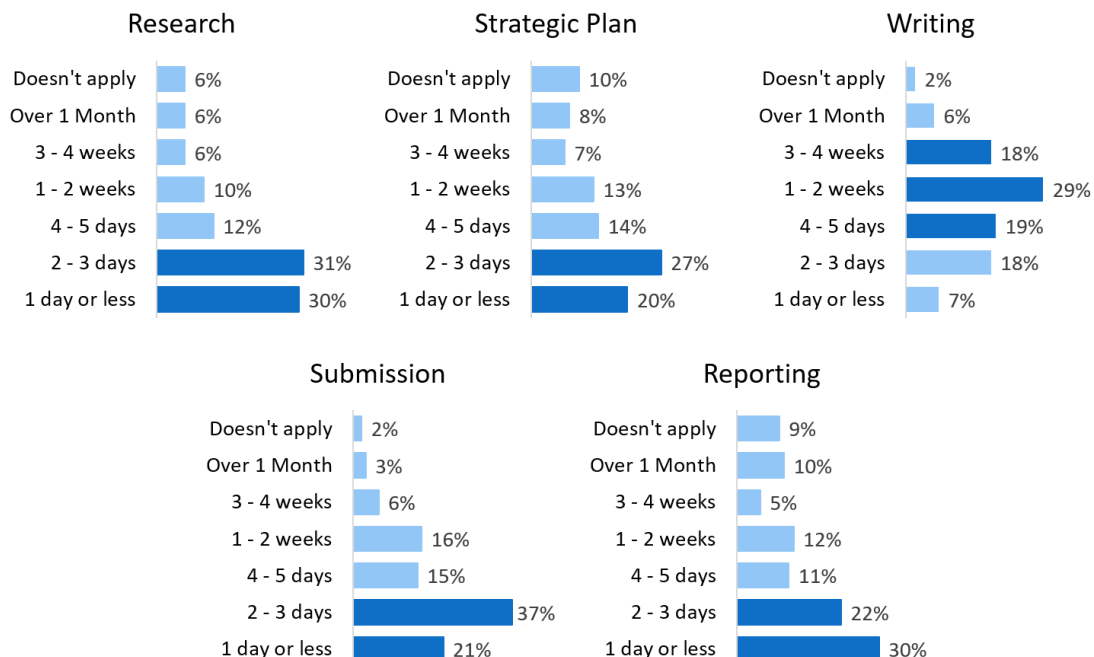 Research
Doesn't apply 6%
Over 1 Month 6%
3 - 4 weeks 6%
1 - 2 weeks 10%
4 - 5 days 12%
2 - 3 days 31%
1 day or less 30%
Strategic Plan
Doesn't apply 10%
Over 1 Month 8%
3 - 4 weeks 7%
1 - 2 weeks 13%
4 - 5 days 14%
2 - 3 days 27%
1 day or less 20%
Writing
Doesn't apply 2%
Over 1 Month 6%
3 - 4 weeks 18%
1 - 2 weeks 29%
4 - 5 days 19%
2 - 3 days 18%
1 day or less 7%
Submission
Doesn't apply 2%
Over 1 Month 3%
3 - 4 weeks 6%
1 - 2 weeks 16%
4 - 5 days 15%
2 - 3 days 37%
1 day or less 21%
Reporting
Doesn't apply 9%
Over 1 Month 10%
3 - 4 weeks 5%
1 - 2 weeks 12%
4 - 5 days 11%
2 - 3 days 22%
1 day or less 30%